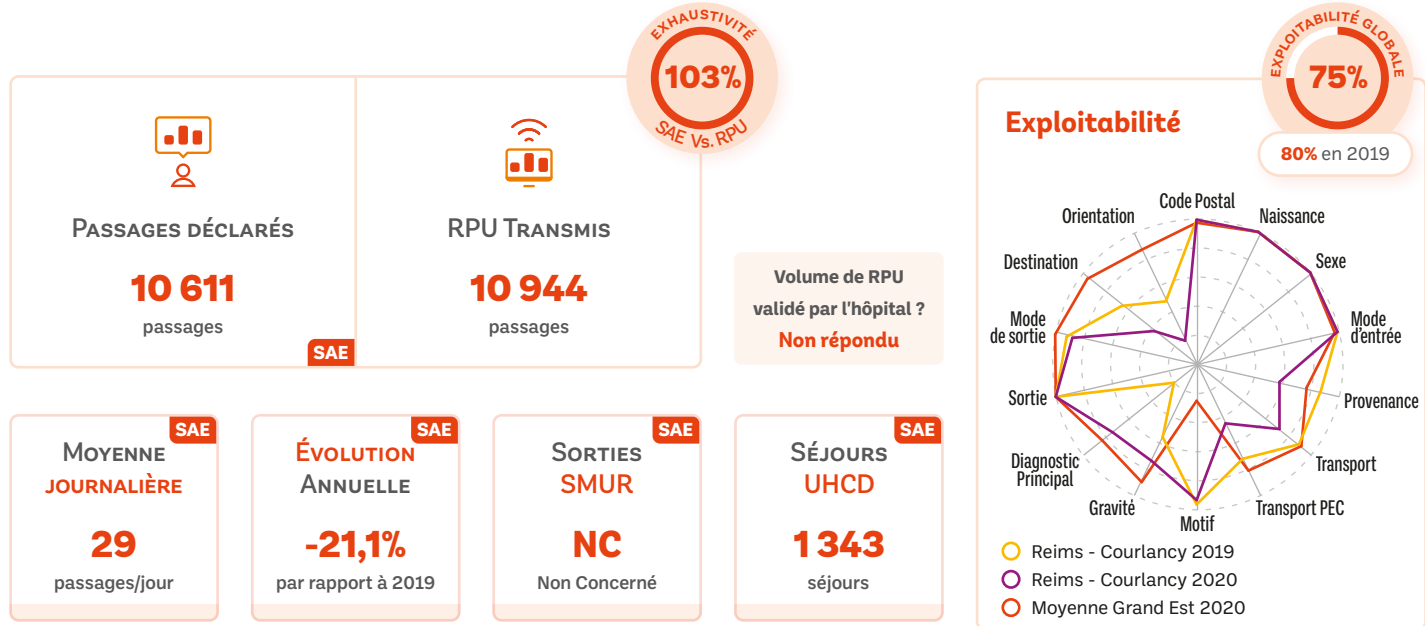 EXHAUSTIVITÉ
103%
SAE Vs. RPU
PASSAGES DÉCLARÉS
10 611
passages
SAE
RPU TRANSMIS
10 944
passages
Volume de RPU
validé par l'hôpital ?
Non répondu
SAE
MOYENNE
JOURNALIÈRE
29
passages/jour
SAE
ÉVOLUTION
ANNUELLE
-21,1%
par rapport à 2019
SAE
SORTIES
SMUR
NC
Non Concerné
SAE
SÉJOURS
UHCD
1 343
séjours
EXPLOITABILITÉ GLOBALE
75%
80% en 2019
Exploitabilité
Code Postal
Naissance
Sexe
Mode
d'entrée
Provenance
Transport
Transport PEC
Motif
Gravité
Diagnostic
Principal
Sortie
Mode
de sortie
Destination
Orientation
Reims - Courlancy 2019
Reims - Courlancy 2020
Moyenne Grand Est 2020